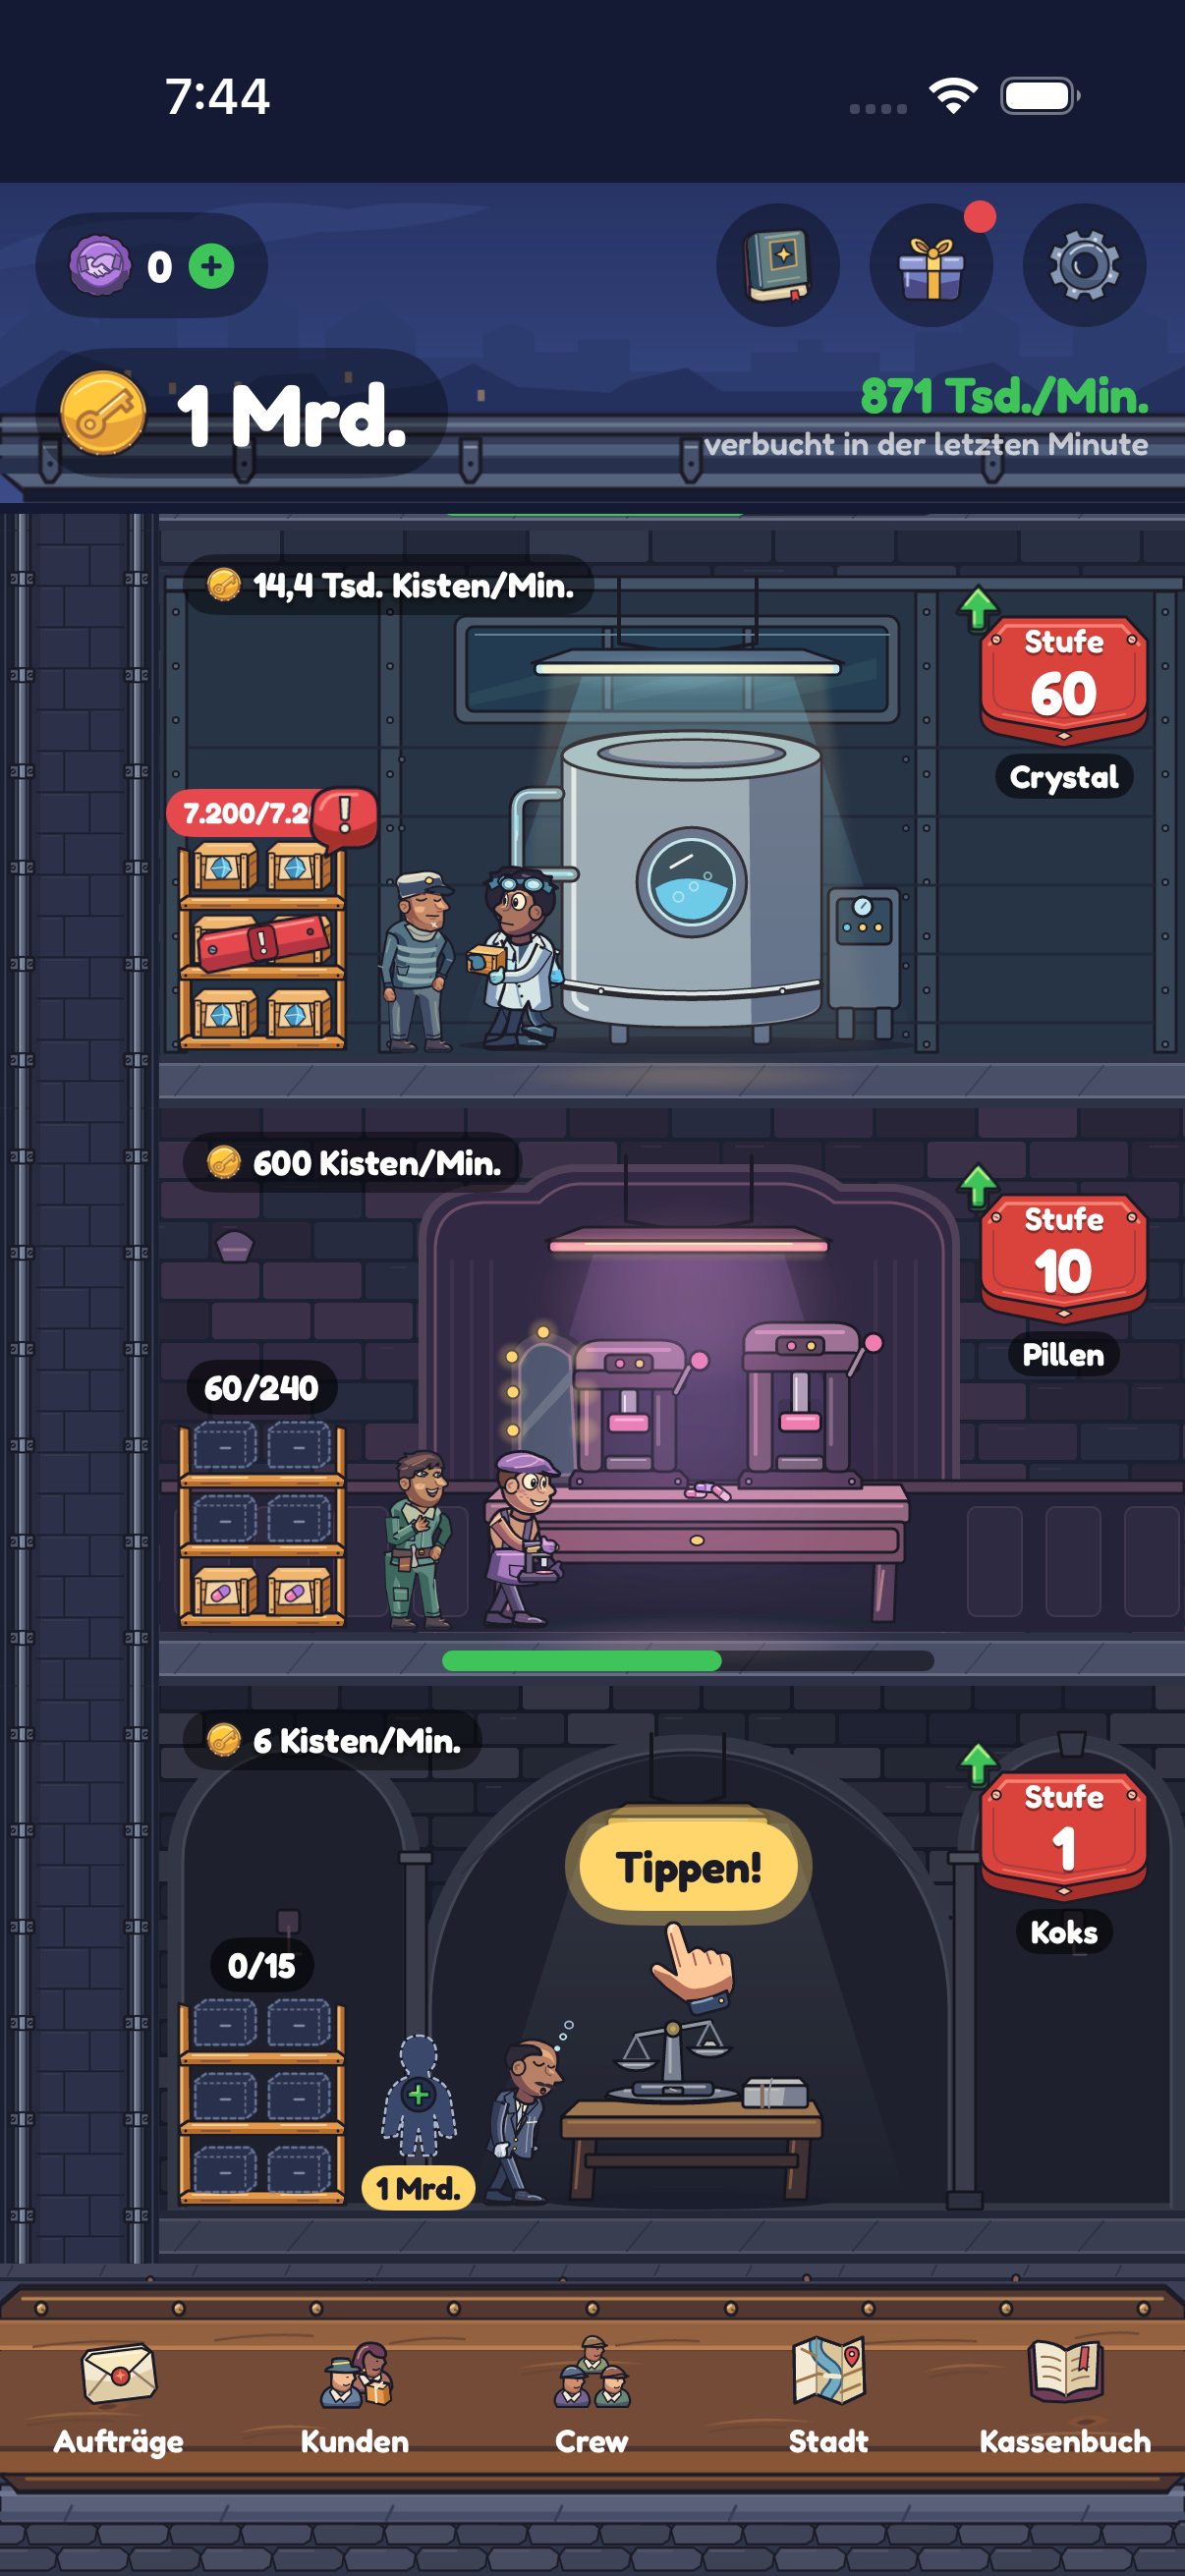 7:44
0
1 Mrd.
871 Tsd./Min.
verbucht in der letzten Minute
14,4 Tsd. Kisten/Min.
Stufe
60
Crystal
7.200/7.2
!
!
600 Kisten/Min.
Stufe
10
Pillen
60/240
6 Kisten/Min.
Stufe
1
Koks
Tippen!
0/15
1 Mrd.
Aufträge
Kunden
Crew
Stadt
Kassenbuch